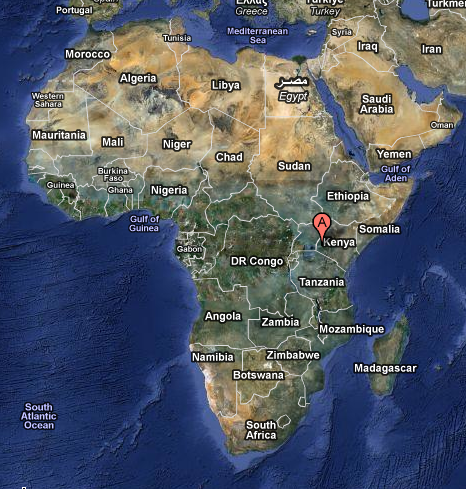 Ελλάς
Greece
Turkey
Portugal
Tunisia
Mediterranean
Sea
Syria
Iraq
Iran
Morocco
Algeria
Libya
مصر
Egypt
Western
Sahara
Saudi
Arabia
Oman
Mauritania
Mali
Niger
Chad
Sudan
Yemen
Gulf of
Aden
Guinea
Burkina
Faso
Ghana
Nigeria
Ethiopia
Gulf of
Guinea
A
Somalia
Kenya
Gabon
DR Congo
Tanzania
Angola
Zambia
Mozambique
Namibia
Zimbabwe
Madagascar
Botswana
South
Atlantic
Ocean
South
Africa